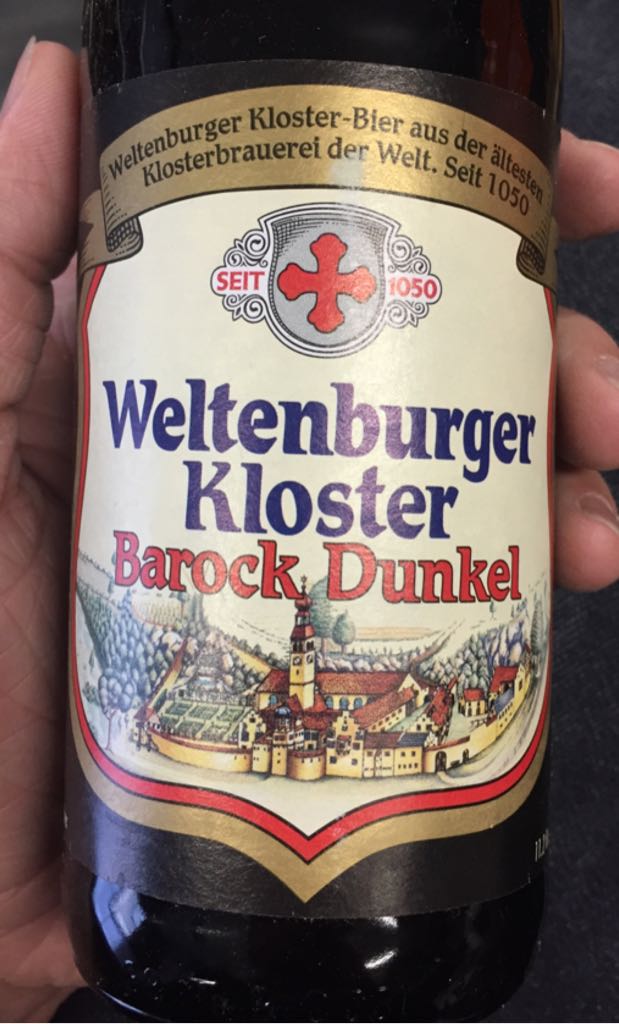 Weltenburger Kloster-Bier aus der ältesten
Klosterbrauerei der Welt. Seit 1050
SEIT 1050
Weltenburger
Kloster
Barock Dunkel